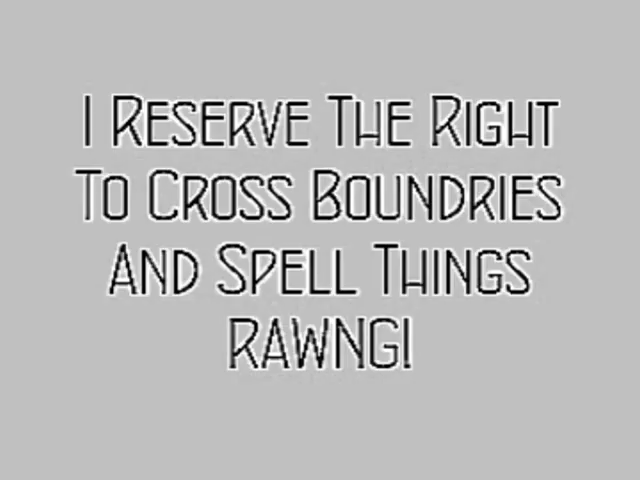 I Reserve The Right
To Cross Boundries
And Spell Things
RAWNG!